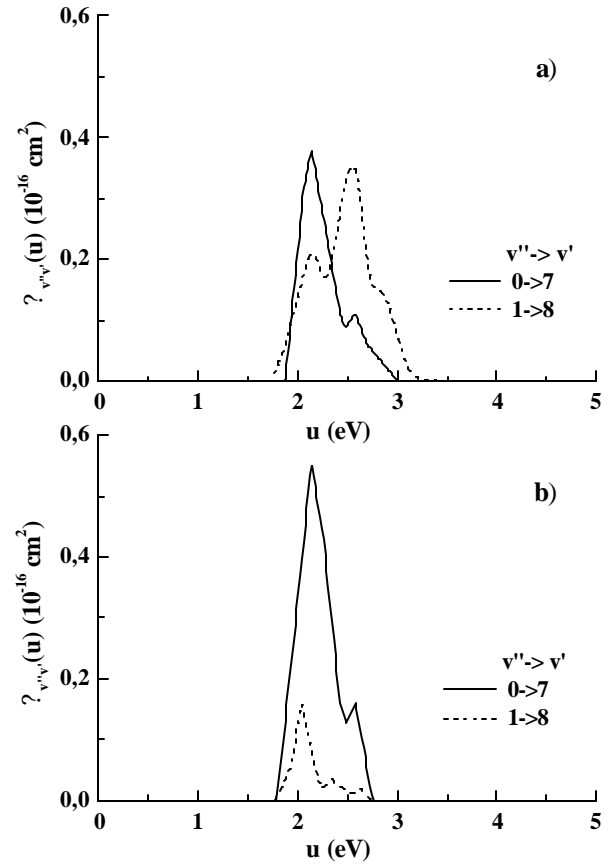 0,6
a)
0,4
?v''v'(u) (10-16 cm2)
0,2
v''-> v'
0->7
1->8
0,0
0 1 2 3 4 5
u (eV)
0,6
b)
0,4
?v''v'(u) (10-16 cm2)
0,2
v''-> v'
0->7
1->8
0,0
0 1 2 3 4 5
u (eV)